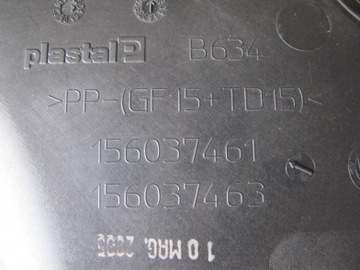 plastal B634
>PP-(GF15+TD15)<
156037461
156037463
10 MAG. 2005